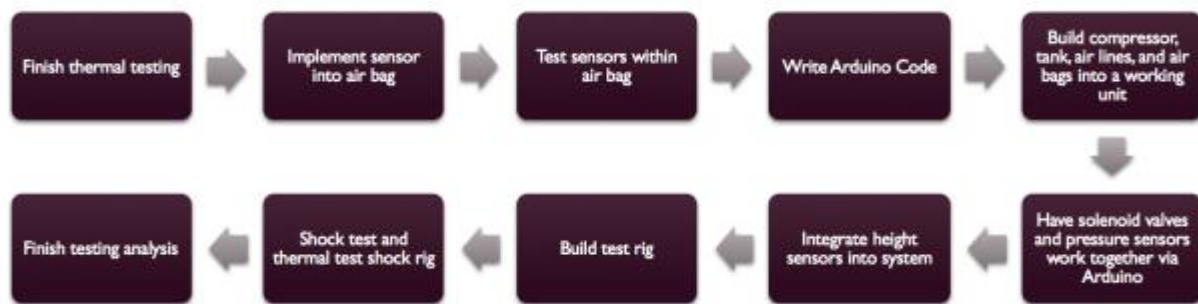 Finish thermal testing
Implement sensor
into air bag
Test sensors within
air bag
Write Arduino Code
Build compressor,
tank, air lines, and air
bags into a working
unit
Have solenoid valves
and pressure sensors
work together via
Arduino
Integrate height
sensors into system
Build test rig
Shock test and
thermal test shock rig
Finish testing analysis